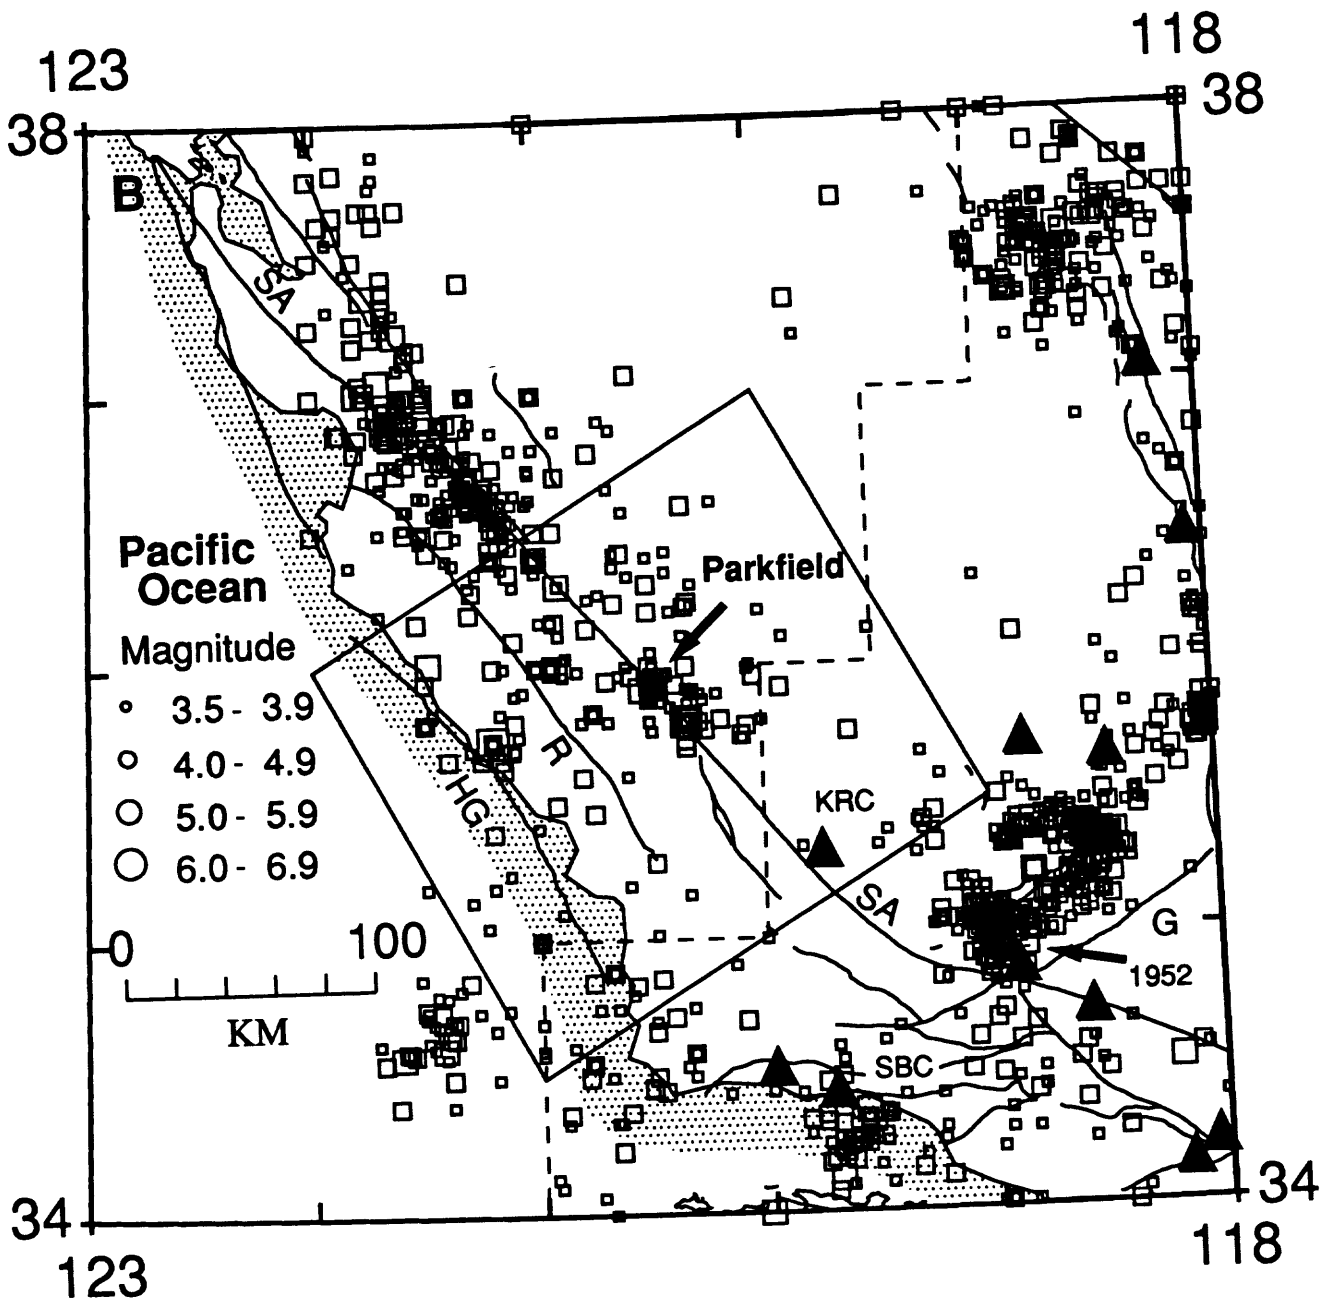 123
118
38
38
B
SA
Pacific
Ocean
Parkfield
Magnitude
3.5 - 3.9
4.0 - 4.9
5.0 - 5.9
6.0 - 6.9
R
HG
KRC
SA
G
1952
0 100
KM
SBC
34
34
123
118